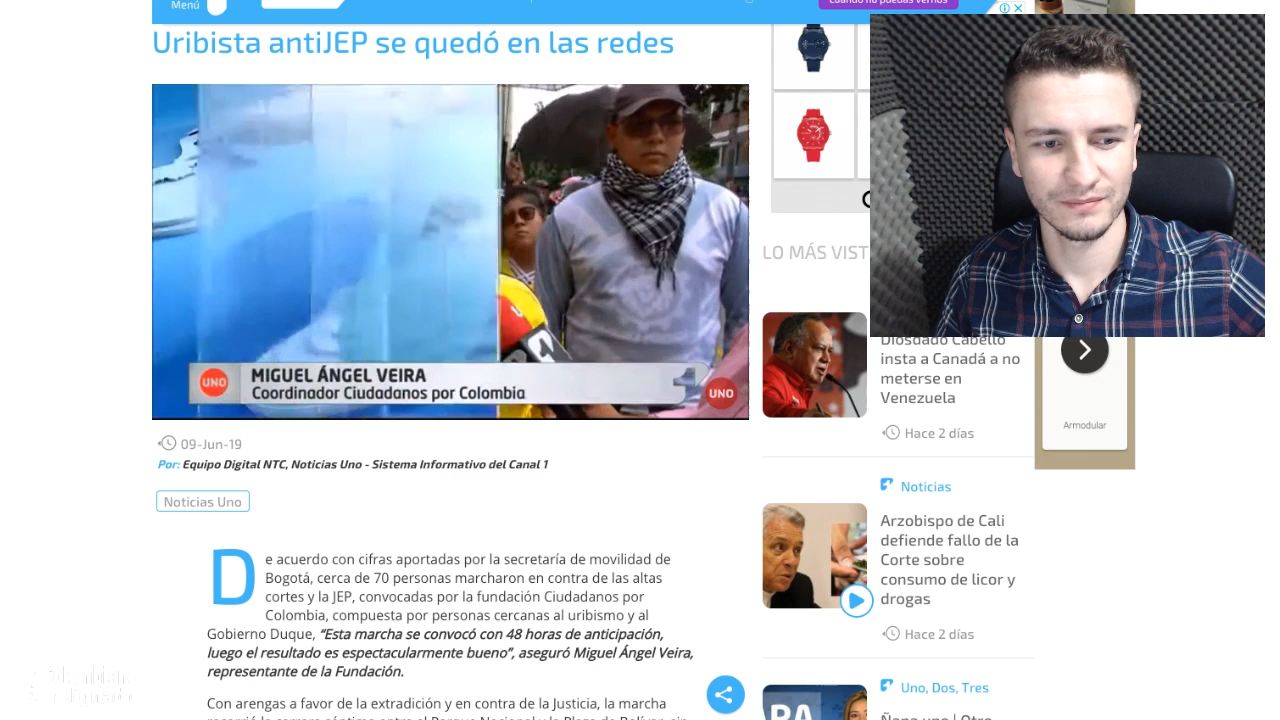 Menú
cuando no puedas vernos
Uribista antiJEP se quedó en las redes
UNO
MIGUEL ÁNGEL VEIRA
Coordinador Ciudadanos por Colombia
UNO
09-Jun-19
Por: Equipo Digital NTC, Noticias Uno - Sistema Informativo del Canal 1
Noticias Uno
De acuerdo con cifras aportadas por la secretaría de movilidad de
Bogotá, cerca de 70 personas marcharon en contra de las altas
cortes y la JEP, convocadas por la fundación Ciudadanos por
Colombia, compuesta por personas cercanas al uribismo y al
Gobierno Duque, “Esta marcha se convocó con 48 horas de anticipación,
luego el resultado es espectacularmente bueno”, aseguró Miguel Ángel Veira,
representante de la Fundación.
Con arengas a favor de la extradición y en contra de la Justicia, la marcha
LO MÁS VIST
Diosdado Cabello
insta a Canadá a no
meterse en
Venezuela
Hace 2 días
Noticias
Arzobispo de Cali
defiende fallo de la
Corte sobre
consumo de licor y
drogas
Hace 2 días
Uno, Dos, Tres
Armodular